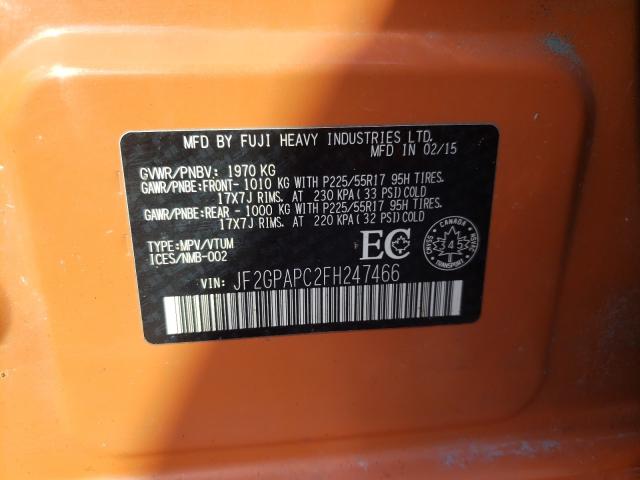 MFD BY FUJI HEAVY INDUSTRIES LTD.
MFD IN 02/15
GVWR/PNBV: 1970 KG
GAWR/PNBE:FRONT- 1010 KG WITH P225/55R17 95H TIRES.
17X7J RIMS. AT 230 KPA (33 PSI)COLD
GAWR/PNBE:REAR - 1000 KG WITH P225/55R17 95H TIRES.
17X7J RIMS. AT 220 KPA (32 PSI)COLD
TYPE:MPV/VTUM
ICES/NMB-002
EC
CANADA
4
VIN: JF2GPAPC2FH247466